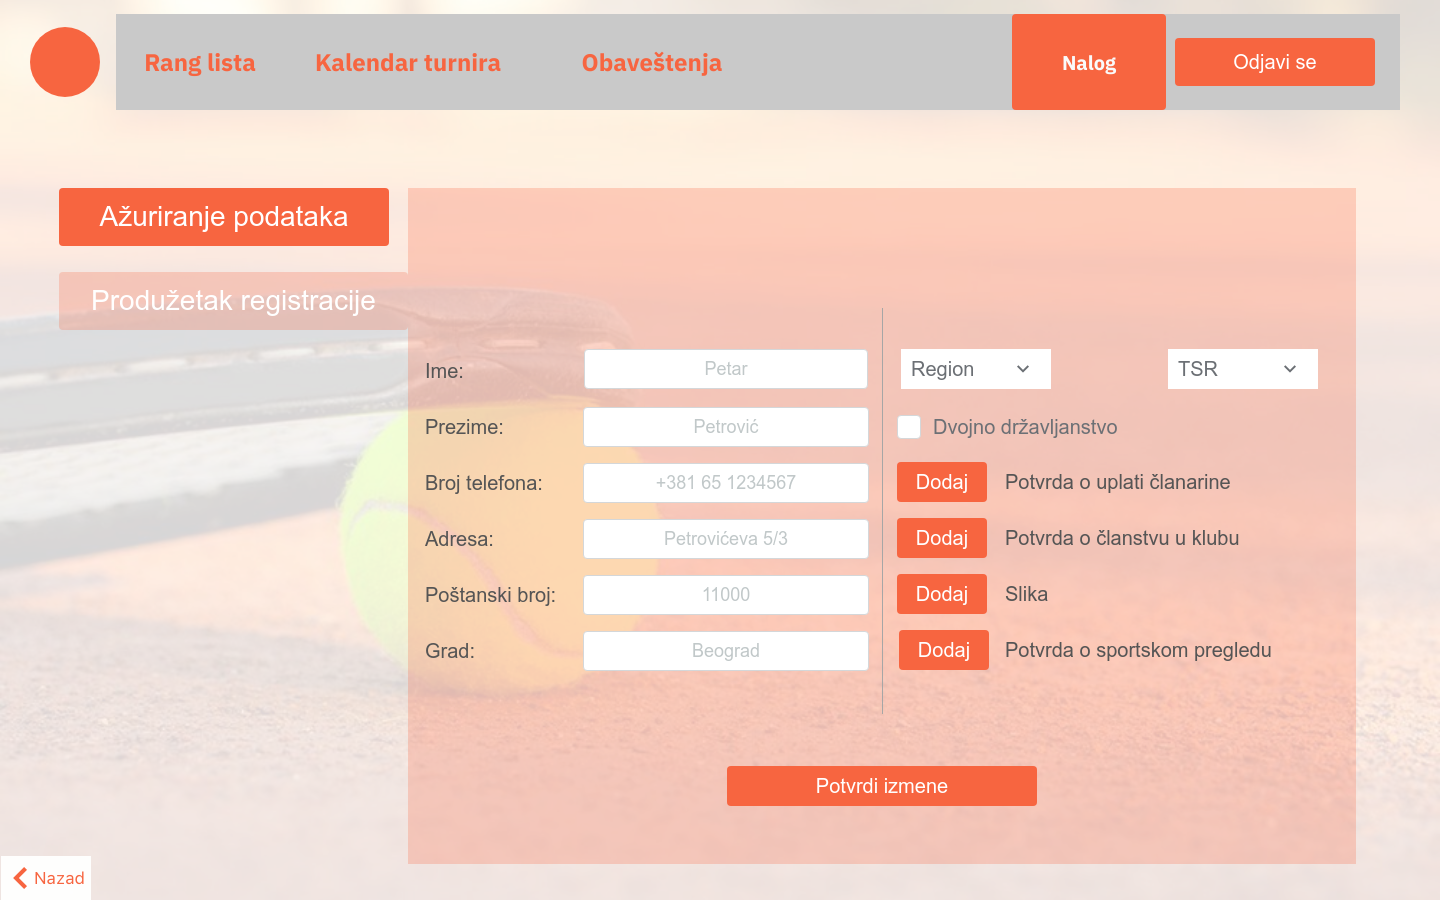 Rang lista
Kalendar turnira
Obaveštenja
Nalog
Odjavi se
Ažuriranje podataka
Produžetak registracije
Ime:
Petar
Region
TSR
Prezime:
Petrović
Dvojno državljanstvo
Broj telefona:
+381 65 1234567
Dodaj
Potvrda o uplati članarine
Adresa:
Petrovićeva 5/3
Dodaj
Potvrda o članstvu u klubu
Poštanski broj:
11000
Dodaj
Slika
Grad:
Beograd
Dodaj
Potvrda o sportskom pregledu
Potvrdi izmene
Nazad